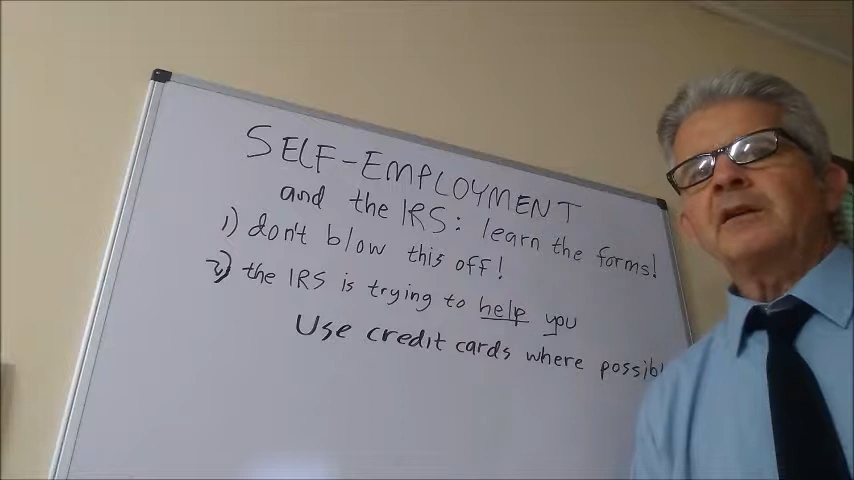 SELF-EMPLOYMENT
and the IRS: learn the forms!
1) don't blow this off!
2) the IRS is trying to help you
Use credit cards where possibl